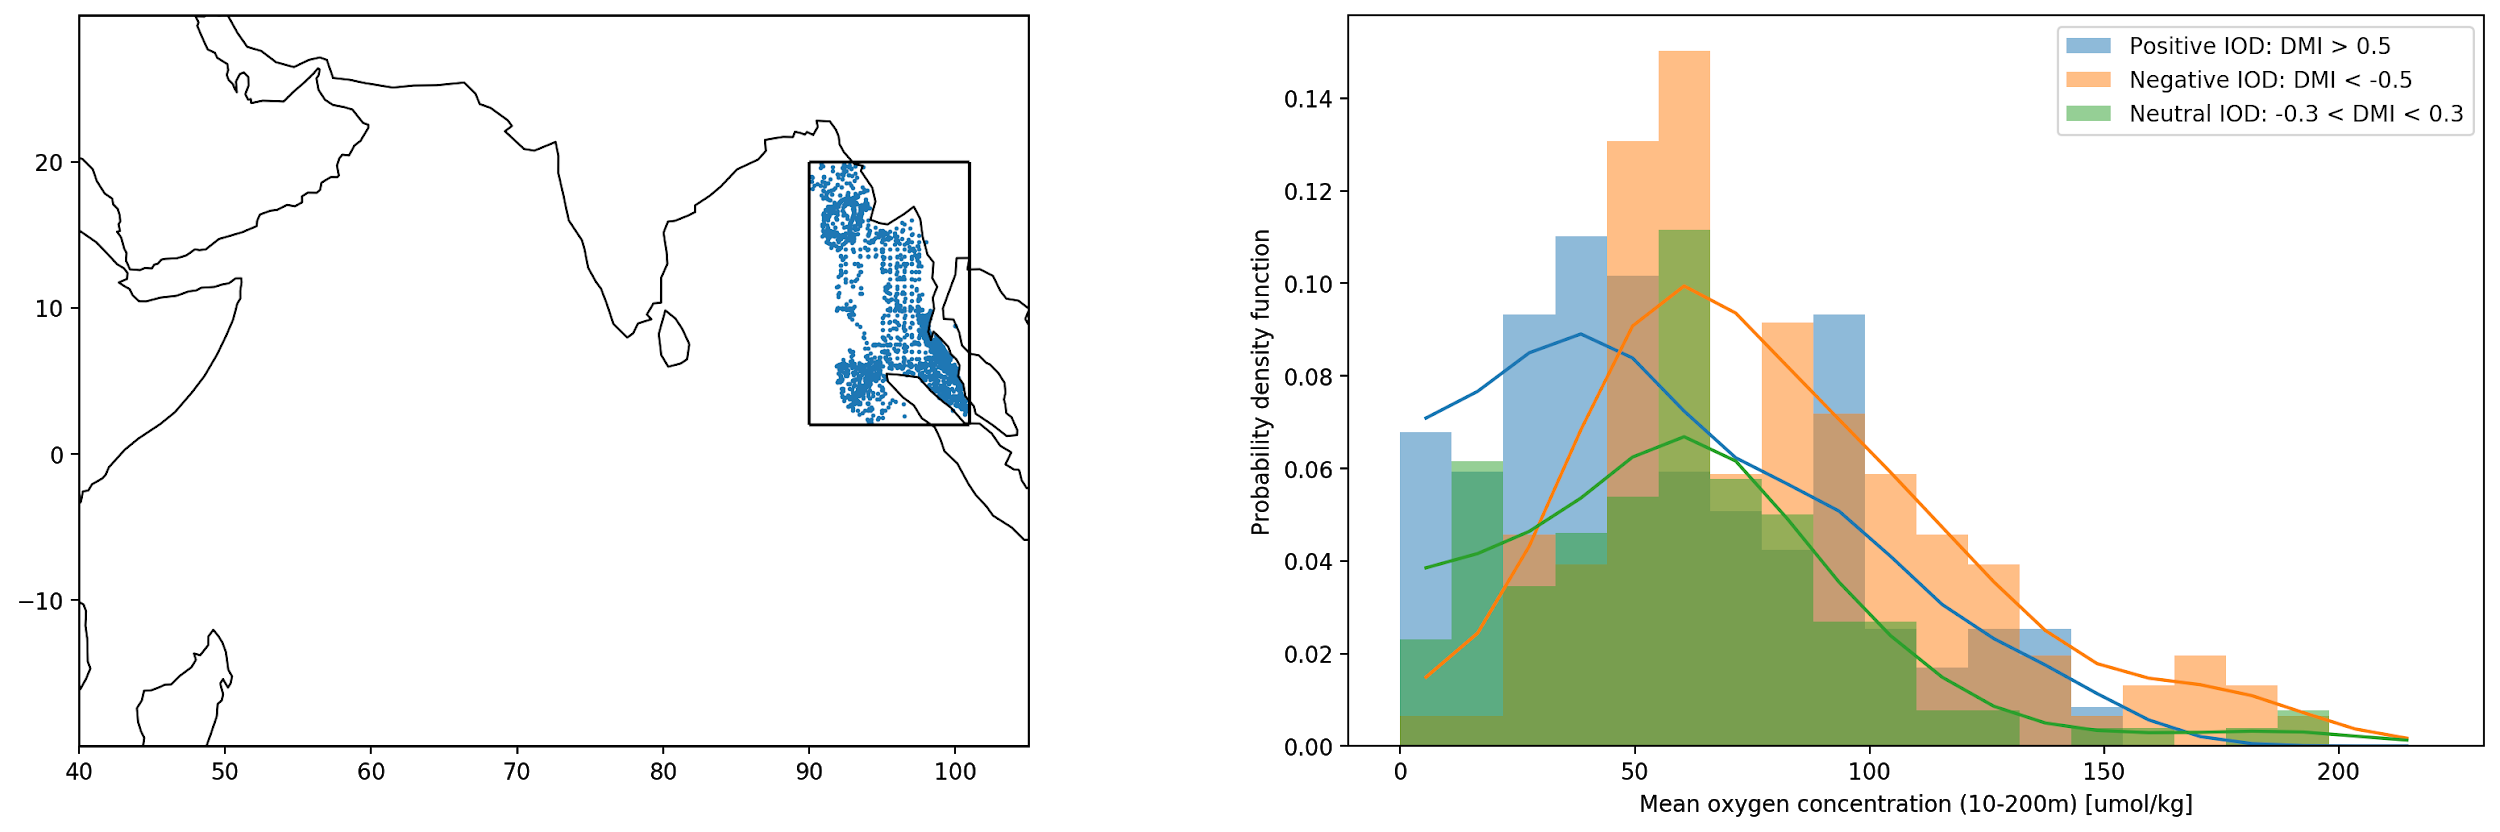 20
10
0
−10
40 50 60 70 80 90 100
Probability density function
0.14
0.12
0.10
0.08
0.06
0.04
0.02
0.00
0 50 100 150 200
Mean oxygen concentration (10-200m) [umol/kg]
Positive IOD: DMI > 0.5
Negative IOD: DMI < -0.5
Neutral IOD: -0.3 < DMI < 0.3